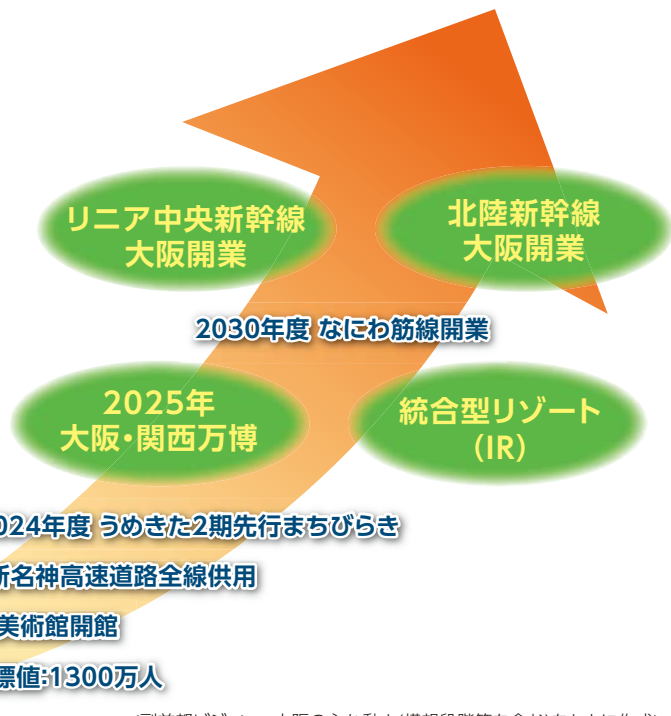 リニア中央新幹線
大阪開業
北陸新幹線
大阪開業
2030年度 なにわ筋線開業
2025年
大阪・関西万博
統合型リゾート
(IR)
024年度 うめきた2期先行まちびらき
新名神高速道路全線供用
美術館開館
標値:1300万人